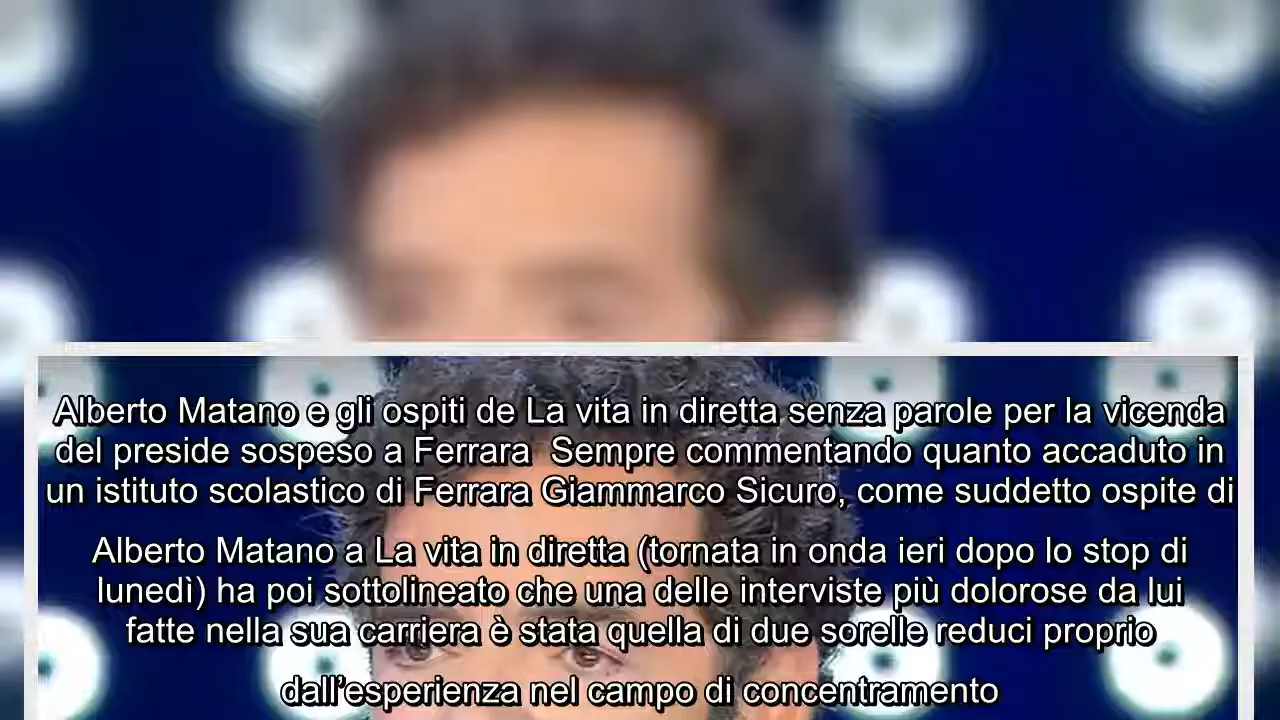 Alberto Matano e gli ospiti de La vita in diretta senza parole per la vicenda
del preside sospeso a Ferrara  Sempre commentando quanto accaduto in
un istituto scolastico di Ferrara Giammarco Sicuro, come suddetto ospite di
Alberto Matano a La vita in diretta (tornata in onda ieri dopo lo stop di
lunedì) ha poi sottolineato che una delle interviste più dolorose da lui
fatte nella sua carriera è stata quella di due sorelle reduci proprio
dall’esperienza nel campo di concentramento